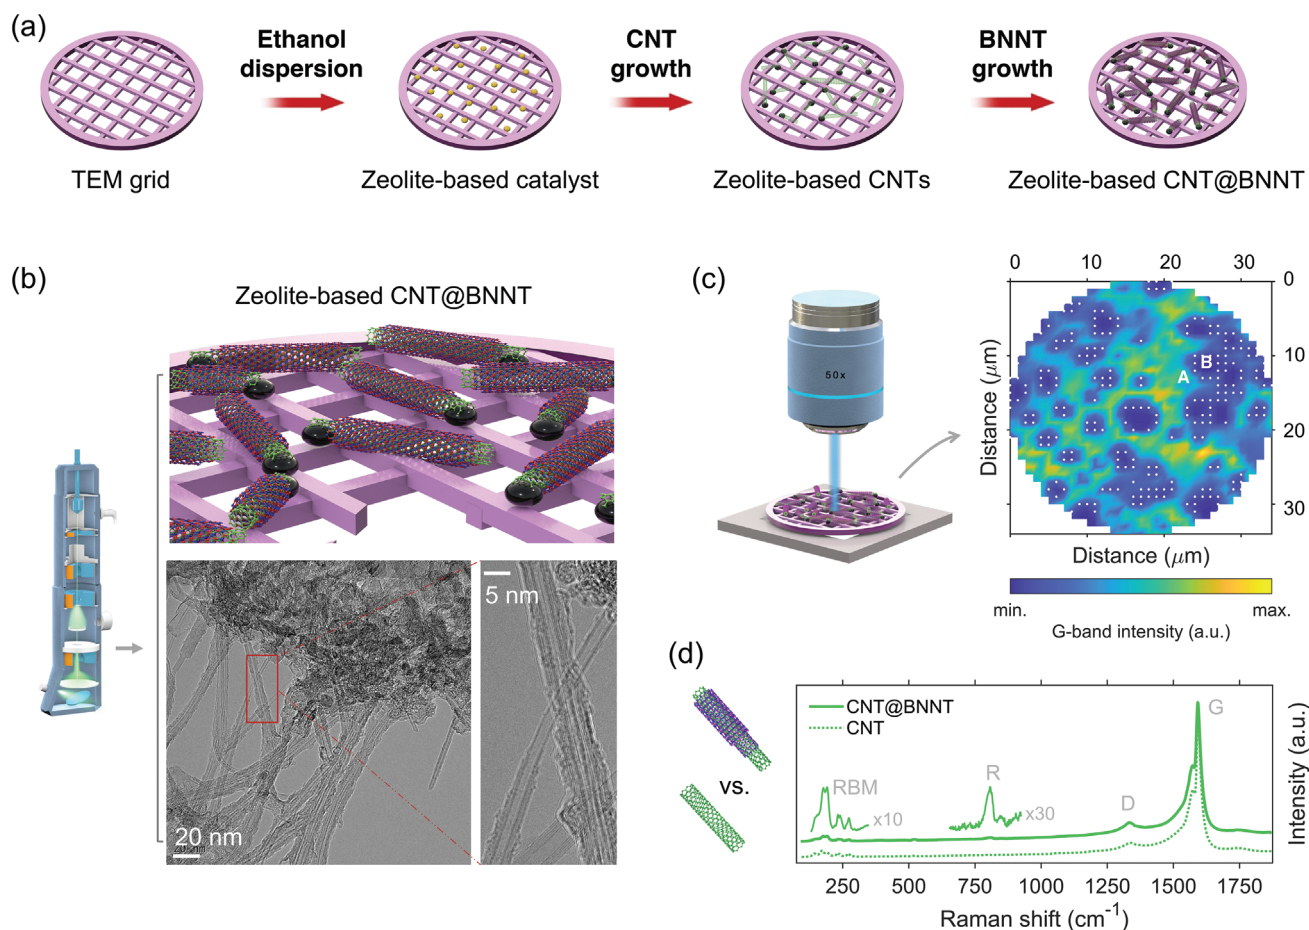 (a)
Ethanol
dispersion
CNT
growth
BNNT
growth
TEM grid
Zeolite-based catalyst
Zeolite-based CNTs
Zeolite-based CNT@BNNT
(b)
Zeolite-based CNT@BNNT
5 nm
20 nm
(c)
50x
0 10 20 30
0
10
20
30
B
A
Distance (μm)
Distance (μm)
min. max.
G-band intensity (a.u.)
(d)
vs.
CNT@BNNT
CNT
G
RBM
R
x10
x30
D
Intensity (a.u.)
250 500 750 1000 1250 1500 1750
Raman shift (cm⁻¹)